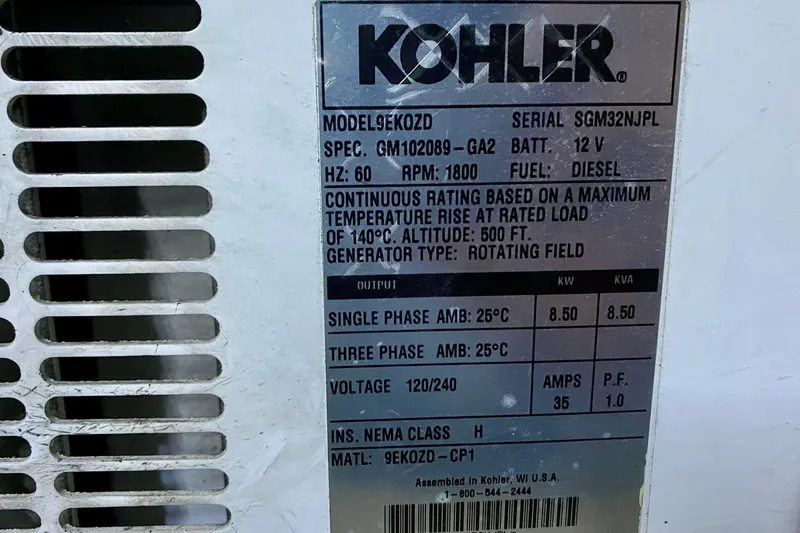 KOHLER®
MODEL9EKOZD SERIAL SGM32NJPL
SPEC. GM102089-GA2 BATT. 12 V
HZ: 60 RPM: 1800 FUEL: DIESEL
CONTINUOUS RATING BASED ON A MAXIMUM
TEMPERATURE RISE AT RATED LOAD
OF 140°C. ALTITUDE: 500 FT.
GENERATOR TYPE: ROTATING FIELD
OUTPUT KW KVA
SINGLE PHASE AMB: 25°C 8.50 8.50
THREE PHASE AMB: 25°C
VOLTAGE 120/240 AMPS P.F.
35 1.0
INS. NEMA CLASS H
MATL: 9EKOZD-CP1
Assembled in Kohler, WI U.S.A.
1-800-544-2444